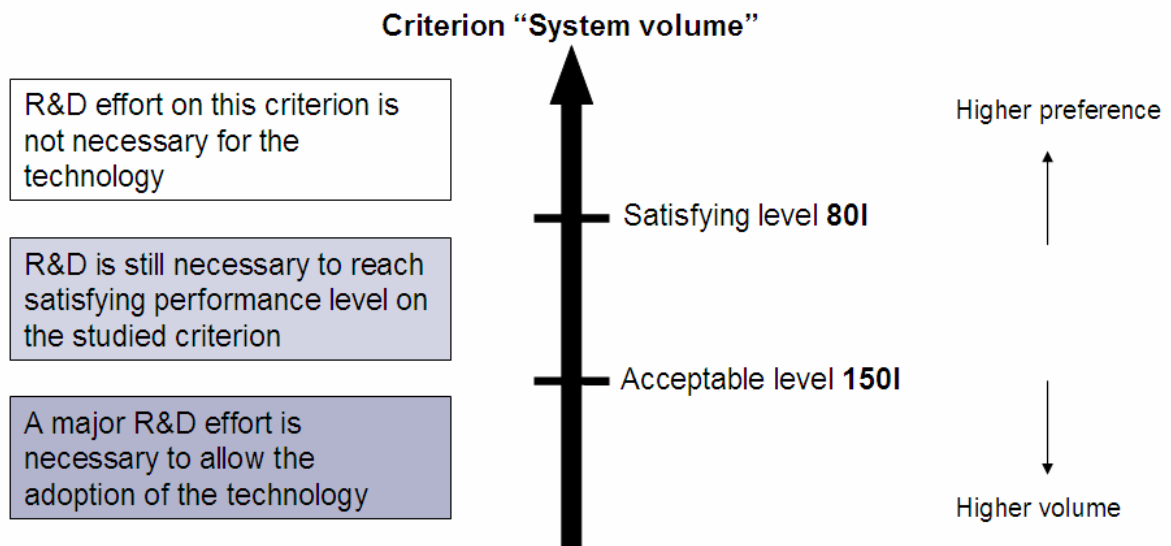 Criterion “System volume”
R&D effort on this criterion is
not necessary for the
technology
Higher preference
Satisfying level 80l
R&D is still necessary to reach
satisfying performance level on
the studied criterion
Acceptable level 150l
A major R&D effort is
necessary to allow the
adoption of the technology
Higher volume